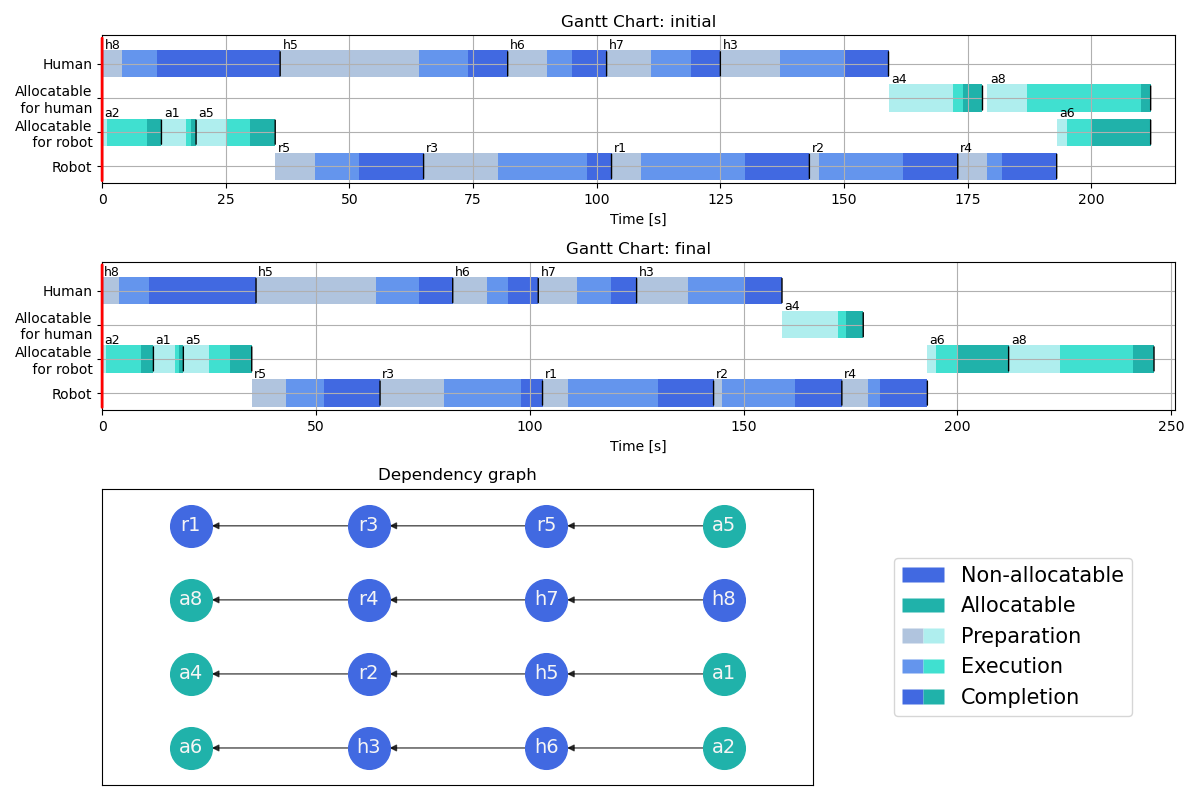 Gantt Chart: initial
h8 h5 h6 h7 h3
Human
a4 a8
Allocatable
for human
a2 a1 a5 a6
Allocatable
for robot
r5 r3 r1 r2 r4
Robot
0 25 50 75 100 125 150 175 200
Time [s]
Gantt Chart: final
h8 h5 h6 h7 h3
Human
a4
Allocatable
for human
a2 a1 a5 a6 a8
Allocatable
for robot
r5 r3 r1 r2 r4
Robot
0 50 100 150 200 250
Time [s]
Dependency graph
r1 r3 r5 a5
a8 r4 h7 h8
a4 r2 h5 a1
a6 h3 h6 a2
Non-allocatable
Allocatable
Preparation
Execution
Completion